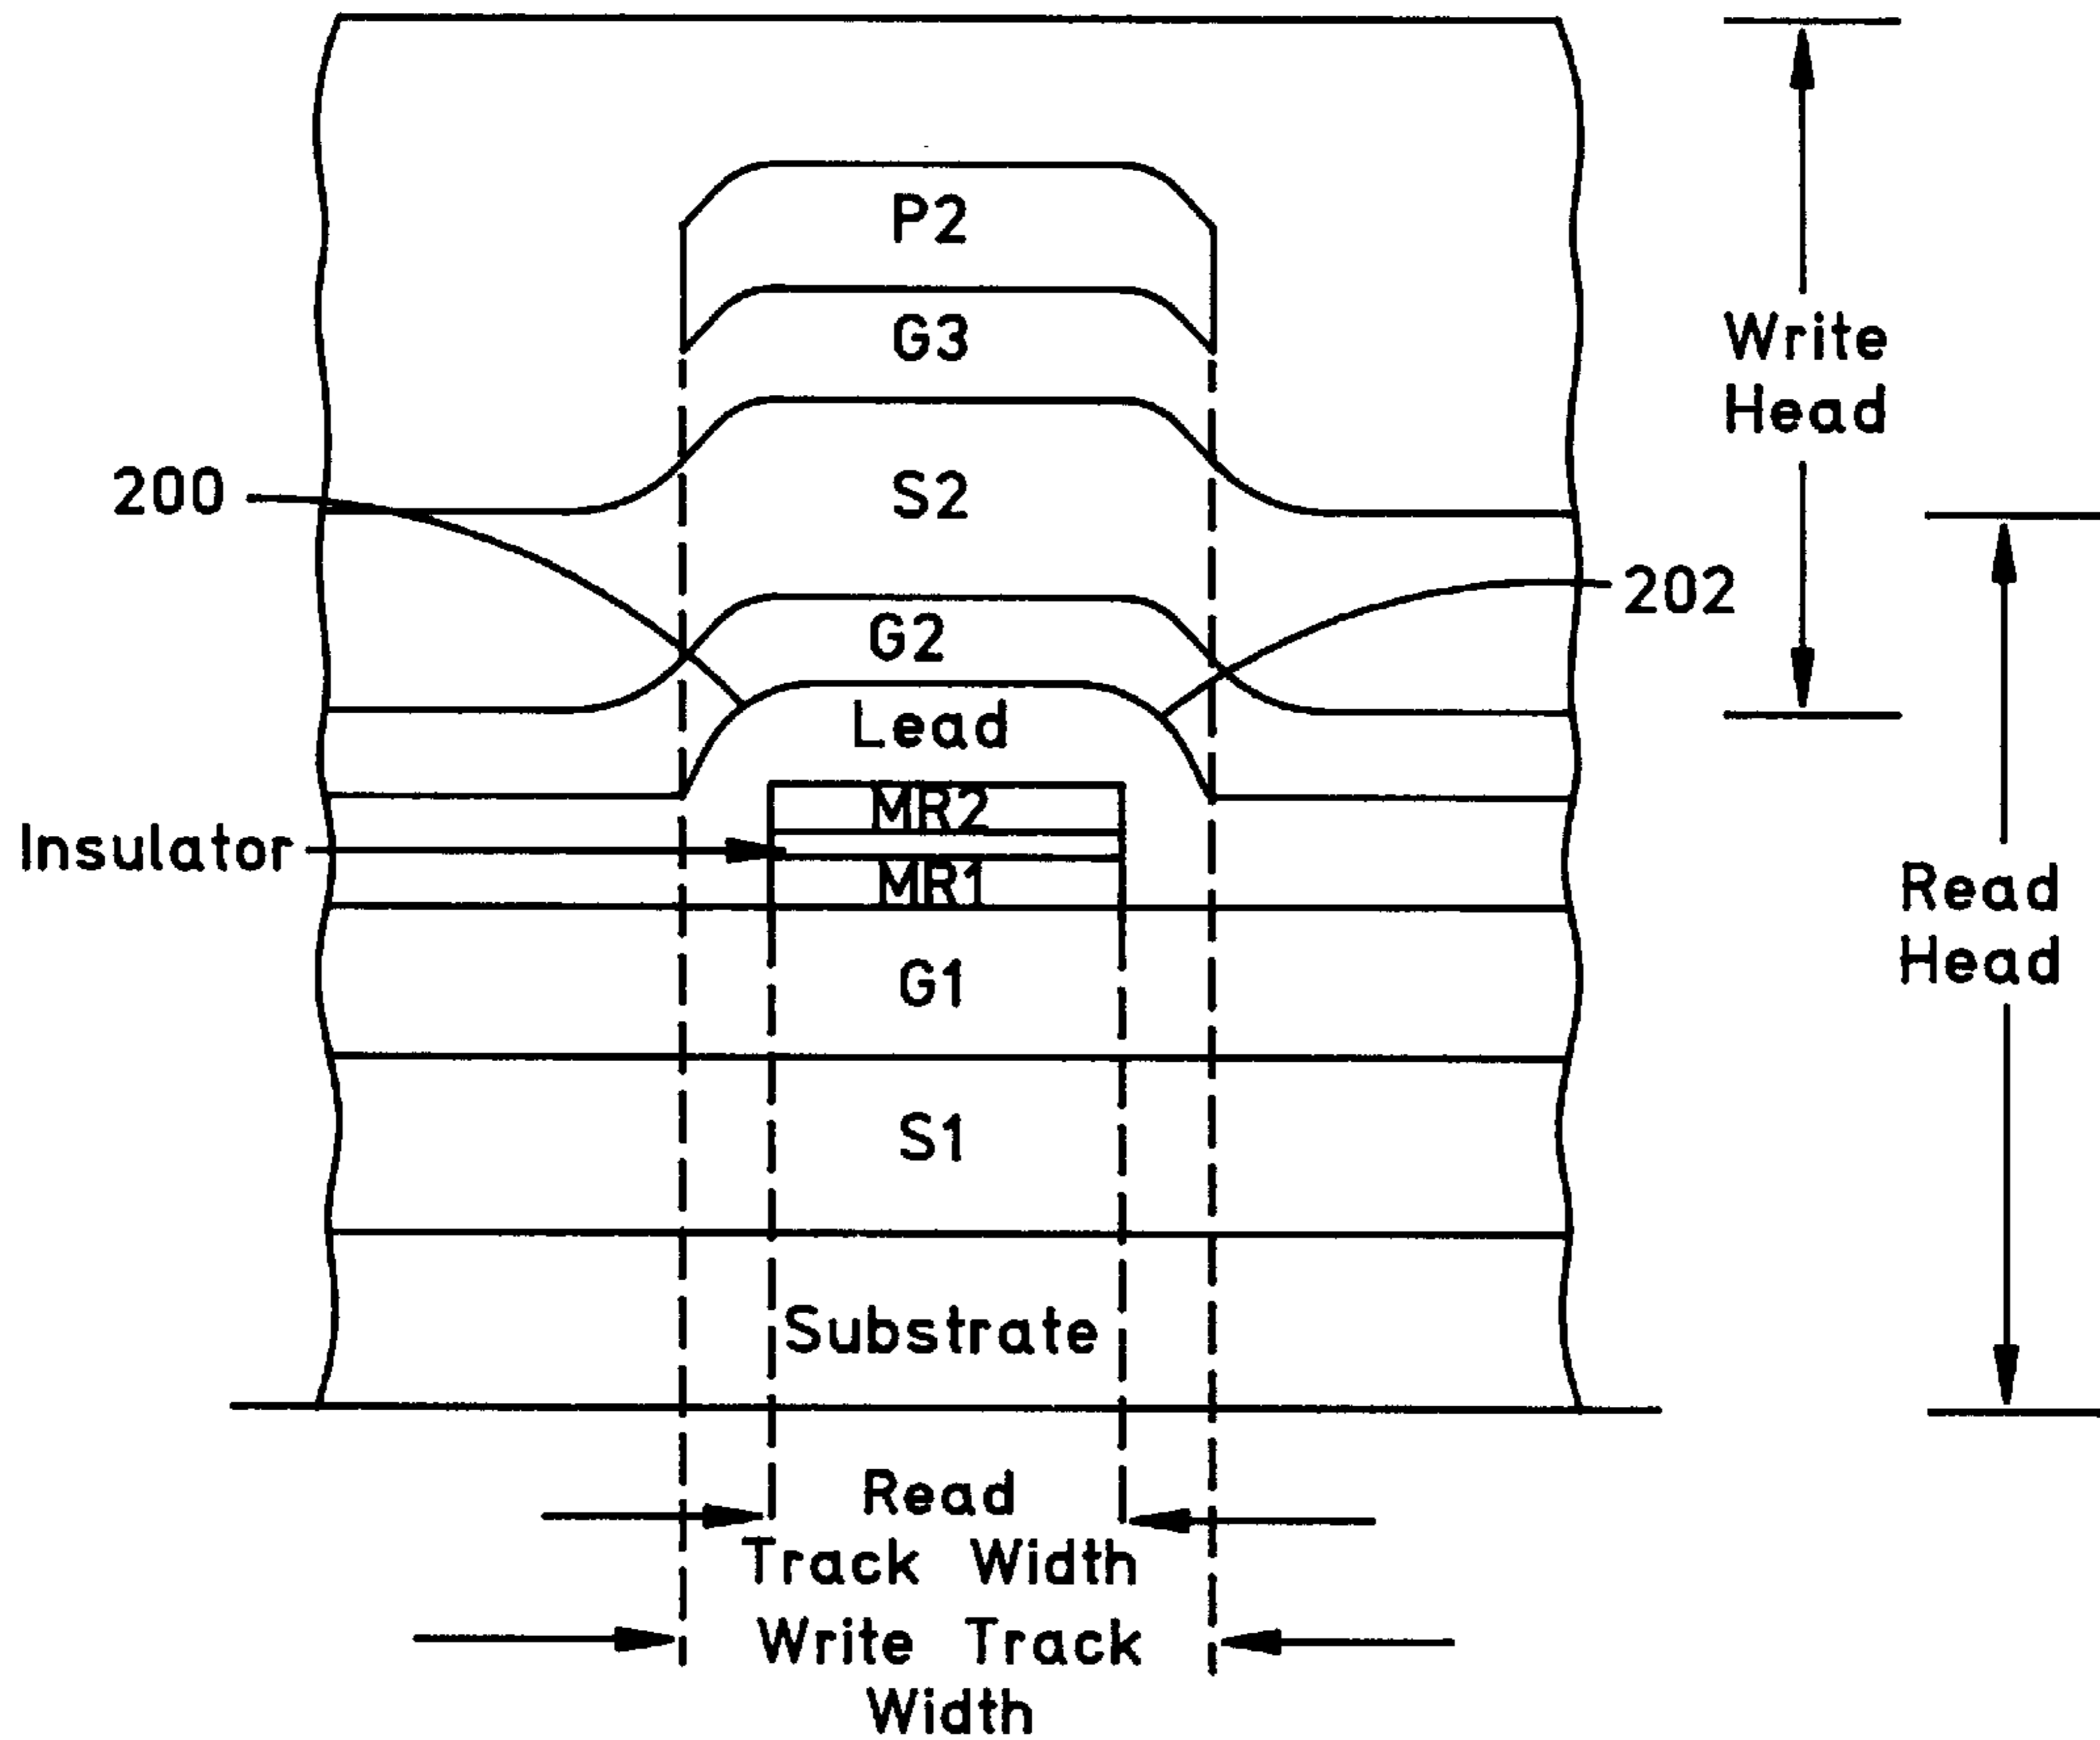 P2
G3
Write
Head
200
S2
202
G2
Lead
MR2
Insulator
MR1
Read
Head
G1
S1
Substrate
Read
Track Width
Write Track
Width